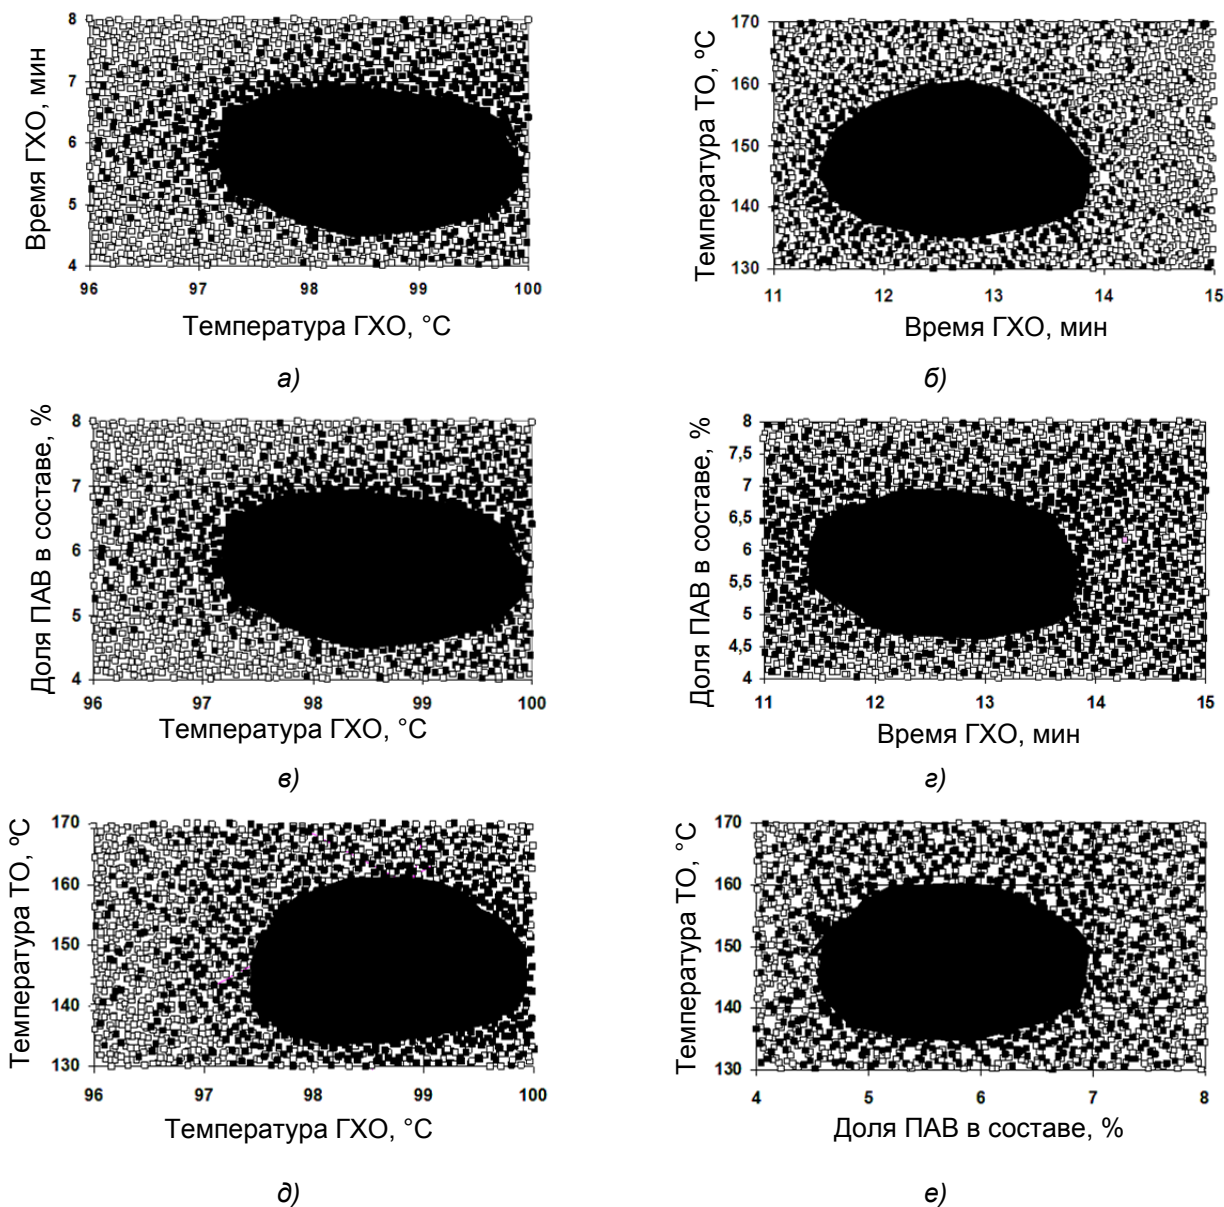 8
7
6
5
4
Время ГХО, мин
96 97 98 99 100
Температура ГХО, °С
а)
170
160
150
140
130
Температура ТО, ºС
11 12 13 14 15
Время ГХО, мин
б)
8
7
6
5
4
Доля ПАВ в составе, %
96 97 98 99 100
Температура ГХО, °С
в)
8
7,5
7
6,5
6
5,5
5
4,5
4
Доля ПАВ в составе, %
11 12 13 14 15
Время ГХО, мин
г)
170
160
150
140
130
Температура ТО, ºС
96 97 98 99 100
Температура ГХО, °С
д)
170
160
150
140
130
Температура ТО, °С
4 5 6 7 8
Доля ПАВ в составе, %
е)